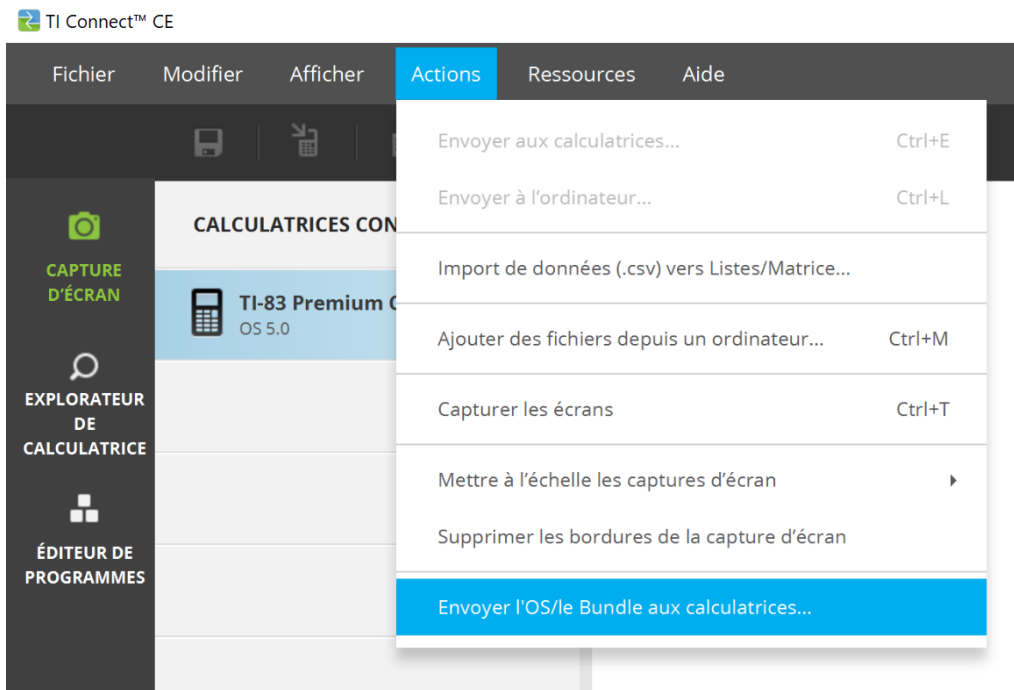 TI Connect™ CE
Fichier Modifier Afficher Actions Ressources Aide
Envoyer aux calculatrices... Ctrl+E
Envoyer à l’ordinateur... Ctrl+L
Import de données (.csv) vers Listes/Matrice...
Ajouter des fichiers depuis un ordinateur... Ctrl+M
Capturer les écrans Ctrl+T
Mettre à l’échelle les captures d’écran
Supprimer les bordures de la capture d’écran
Envoyer l'OS/le Bundle aux calculatrices...
CAPTURE
D’ÉCRAN
EXPLORATEUR
DE
CALCULATRICE
ÉDITEUR DE
PROGRAMMES
CALCULATRICES CON
TI-83 Premium
OS 5.0